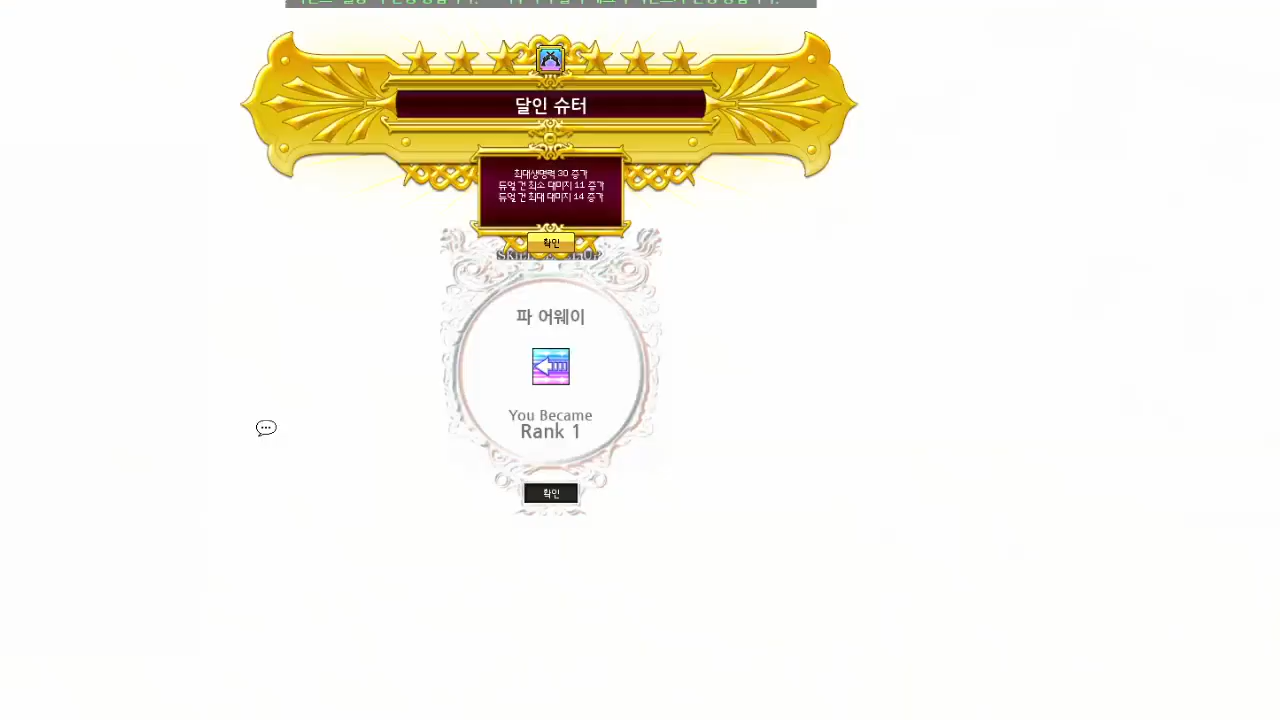 달인 슈터
최대생명력 30 증가
듀얼 건 최소 대미지 11 증가
듀얼 건 최대 대미지 14 증가
확인
파 어웨이
You Became
Rank 1
확인